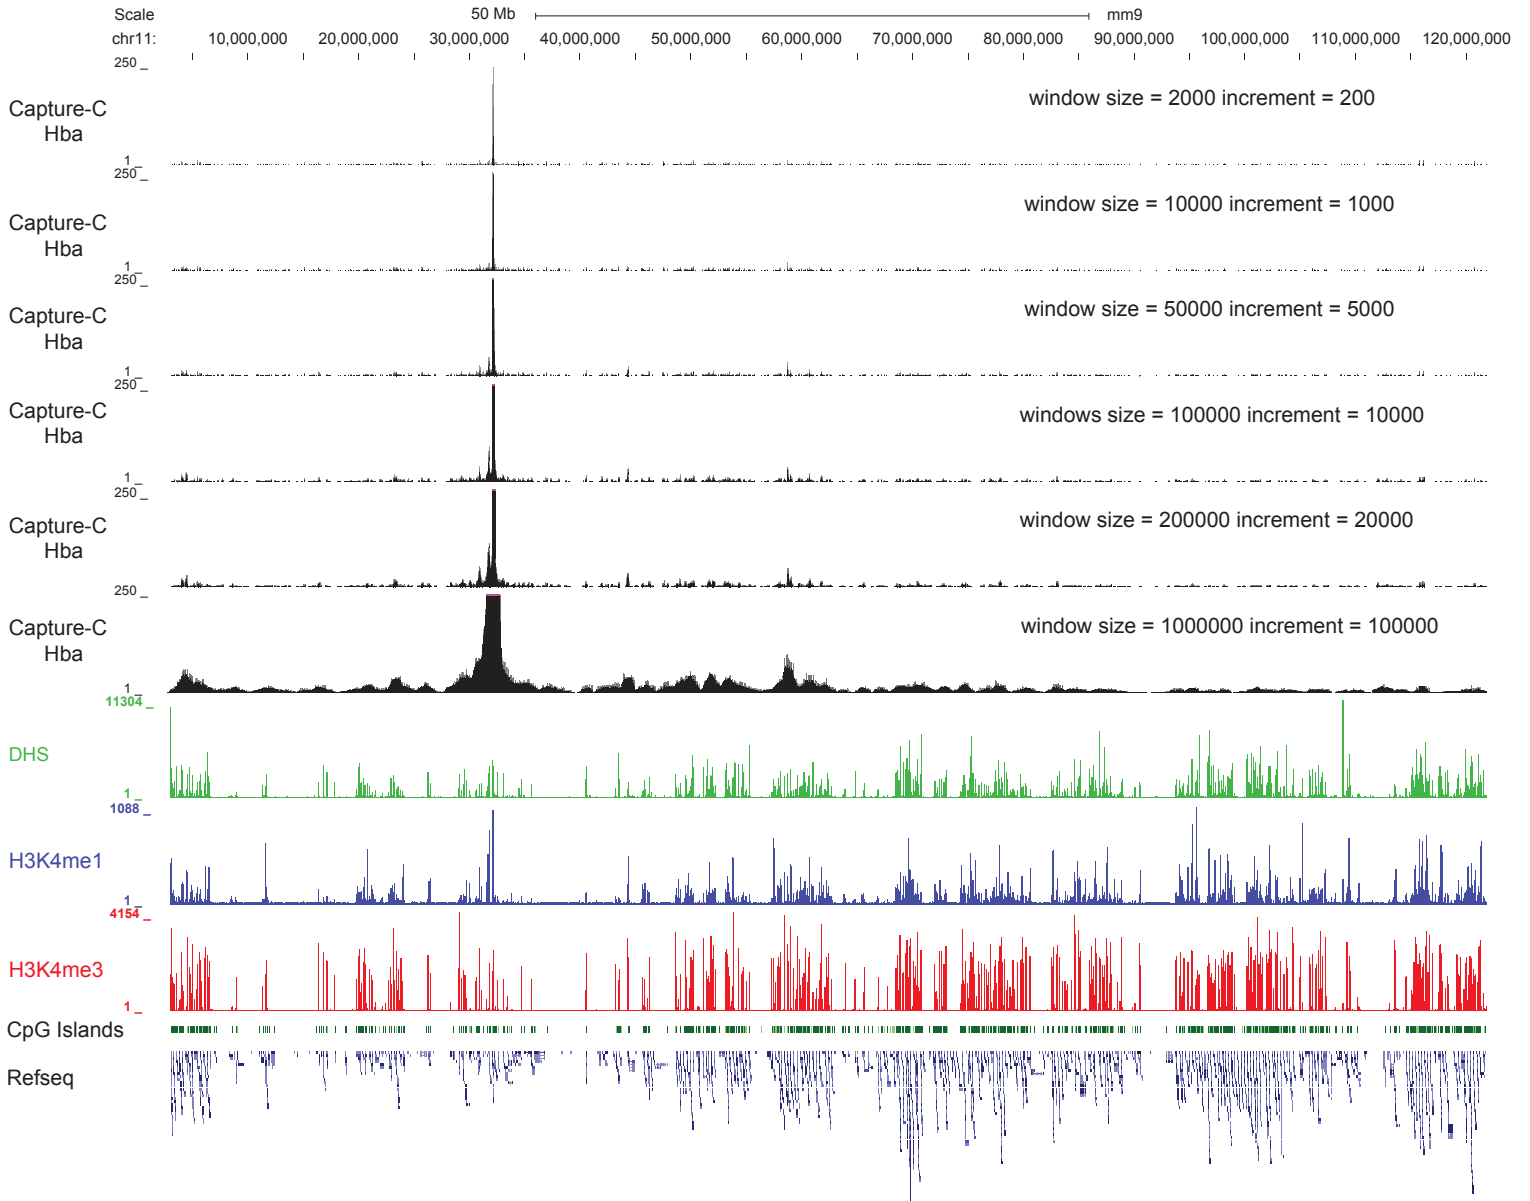 Scale 50 Mb mm9
chr11: 10,000,000 20,000,000 30,000,000 40,000,000 50,000,000 60,000,000 70,000,000 80,000,000 90,000,000 100,000,000 110,000,000 120,000,000
250 _
Capture-C
Hba
window size = 2000 increment = 200
1 _
250 _
Capture-C
Hba
window size = 10000 increment = 1000
1 _
250 _
Capture-C
Hba
window size = 50000 increment = 5000
1 _
250 _
Capture-C
Hba
windows size = 100000 increment = 10000
1 _
250 _
Capture-C
Hba
window size = 200000 increment = 20000
250 _
Capture-C
Hba
window size = 1000000 increment = 100000
1 _
11304 _
DHS
1 _
1088 _
H3K4me1
1 _
4154 _
H3K4me3
1 _
CpG Islands
Refseq